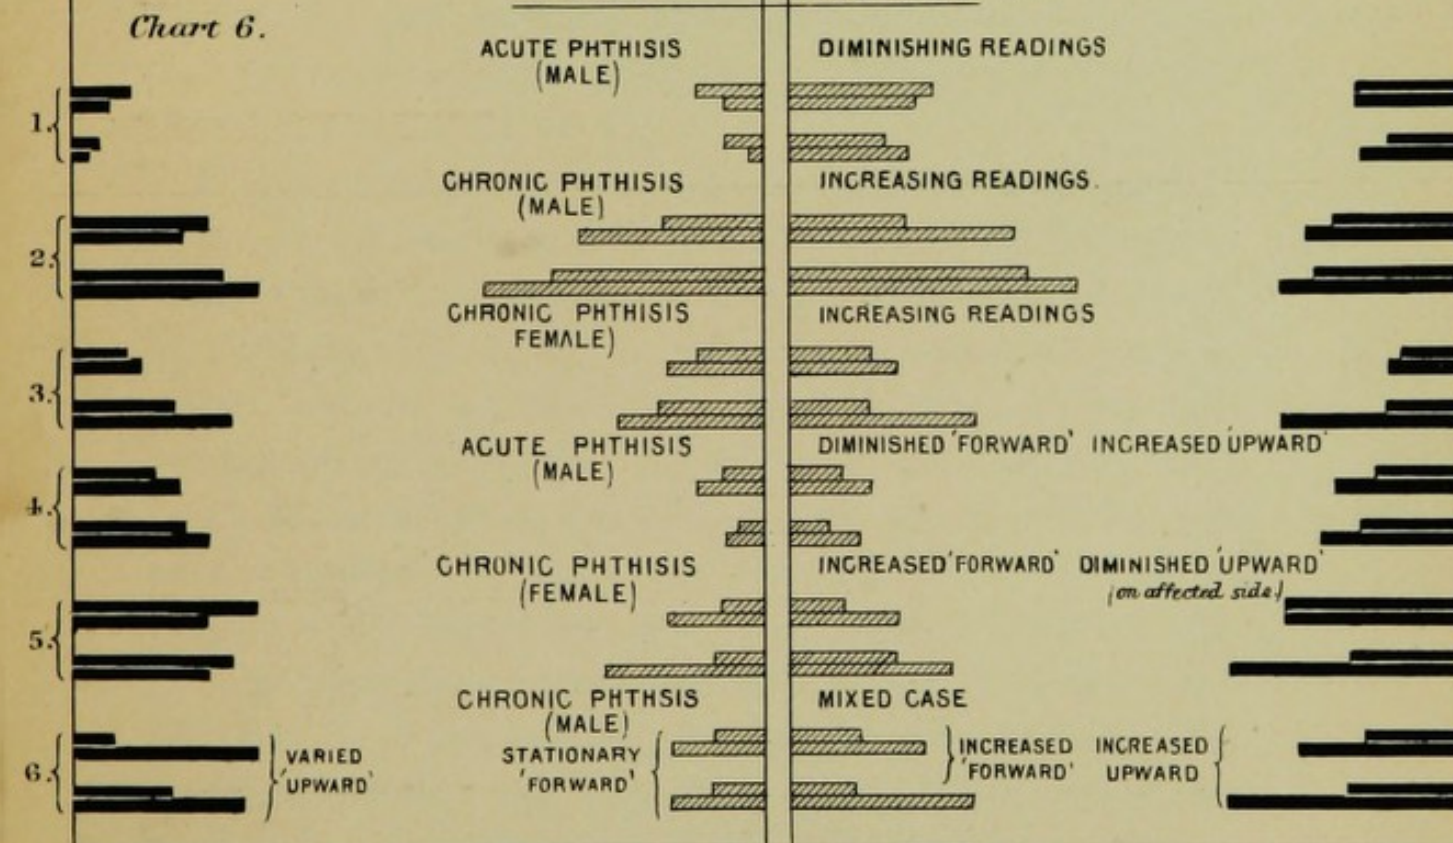 Chart 6.
ACUTE PHTHISIS DIMINISHING READINGS
(MALE)
1.
CHRONIC PHTHISIS INCREASING READINGS.
(MALE)
2.
CHRONIC PHTHISIS INCREASING READINGS
FEMALE)
3.
ACUTE PHTHISIS DIMINISHED 'FORWARD' INCREASED 'UPWARD'
(MALE)
4.
CHRONIC PHTHISIS INCREASED 'FORWARD' DIMINISHED 'UPWARD'
(FEMALE) (on affected side)
5.
CHRONIC PHTHSIS MIXED CASE
(MALE)
6. VARIED STATIONARY INCREASED INCREASED
'UPWARD' 'FORWARD' 'FORWARD' UPWARD